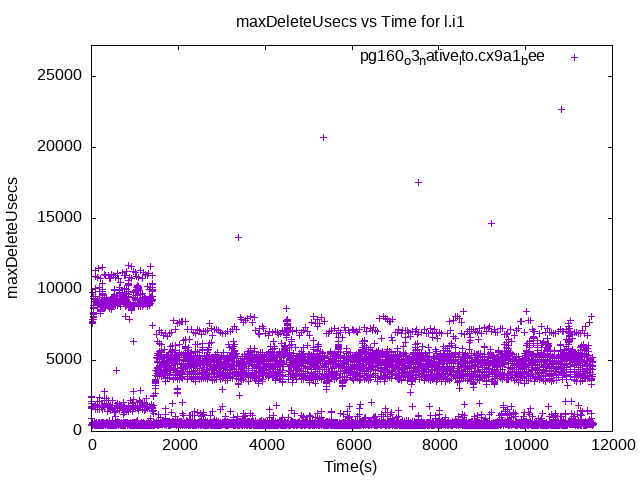 maxDeleteUsecs vs Time for l.i1
pg160o3native_lto.cx9a1bee
25000
20000
15000
10000
5000
0
maxDeleteUsecs
0 2000 4000 6000 8000 10000 12000
Time(s)